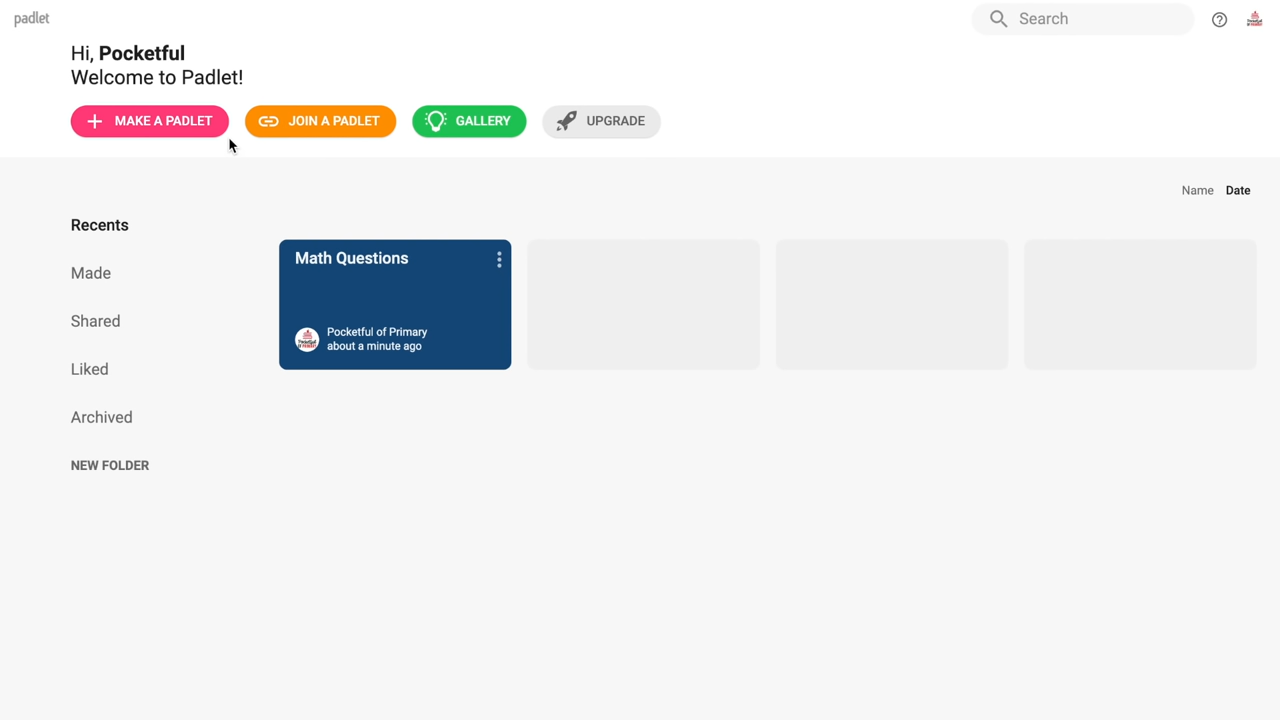 padlet
Search
Hi, Pocketful
Welcome to Padlet!
MAKE A PADLET
JOIN A PADLET
GALLERY
UPGRADE
Name Date
Recents
Made
Shared
Liked
Archived
NEW FOLDER
Math Questions
Pocketful of Primary
about a minute ago